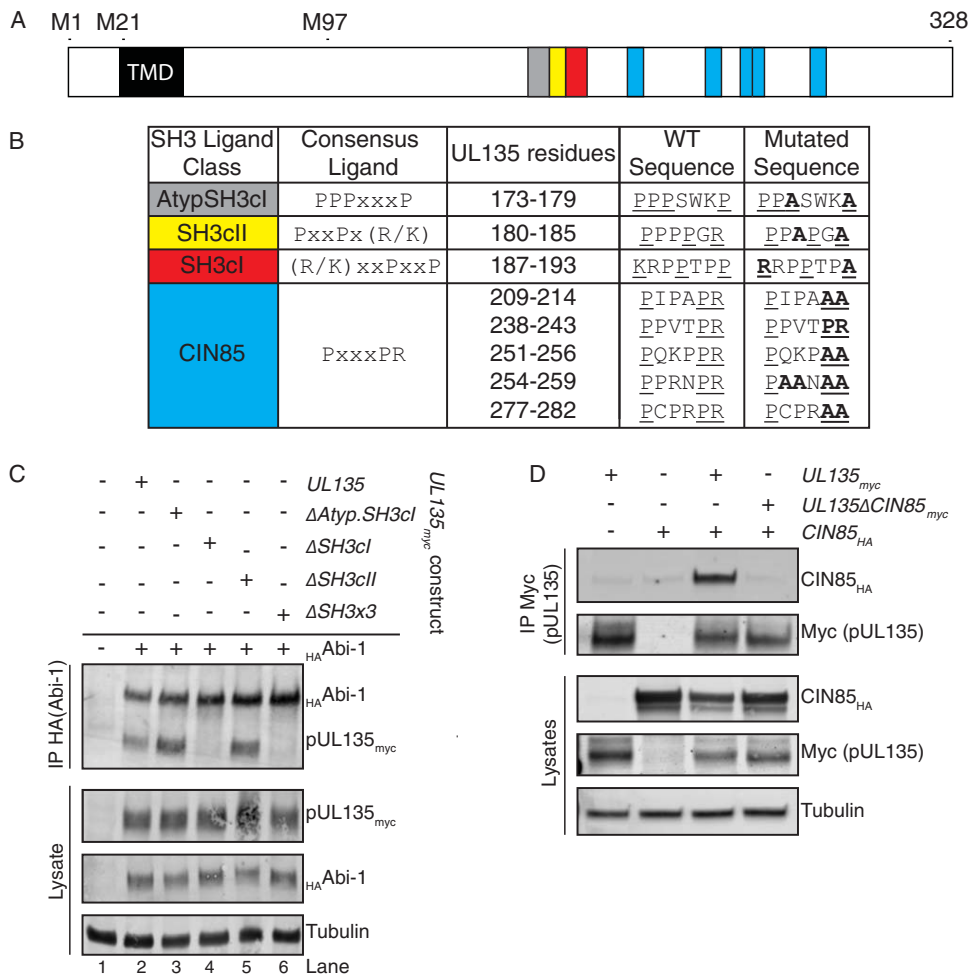 A M1 M21 M97 328
TMD
B
SH3 Ligand Class Consensus Ligand UL135 residues WT Sequence Mutated Sequence
AtypSH3cI PPPxxxP 173-179 PPPSWKP PPASWKA
SH3cII PxxPx(R/K) 180-185 PPPPGR PPAPGA
SH3cI (R/K)xxPxxP 187-193 KRPPTPP RRPPTPA
CIN85 PxxxPR
209-214 PIPAPR PIPAAA
238-243 PPVTPR PPVTPR
251-256 PQKPPR PQKPAA
254-259 PPRNPR PAANAA
277-282 PCPRPR PCPRAA
C
- + - - - - UL135
- - + - - - ΔAtyp.SH3cI
- - - + - - ΔSH3cI
- - - - + - ΔSH3cII
- - - - - + ΔSH3x3
UL135myc construct
- + + + + + HAAbi-1
IP HA(Abi-1)
HAAbi-1
pUL135myc
Lysate
pUL135myc
HAAbi-1
Tubulin
1 2 3 4 5 6 Lane
D
+ - + - UL135myc
- - - + UL135ΔCIN85myc
- + + + CIN85HA
IP Myc (pUL135)
CIN85HA
Myc (pUL135)
Lysates
CIN85HA
Myc (pUL135)
Tubulin